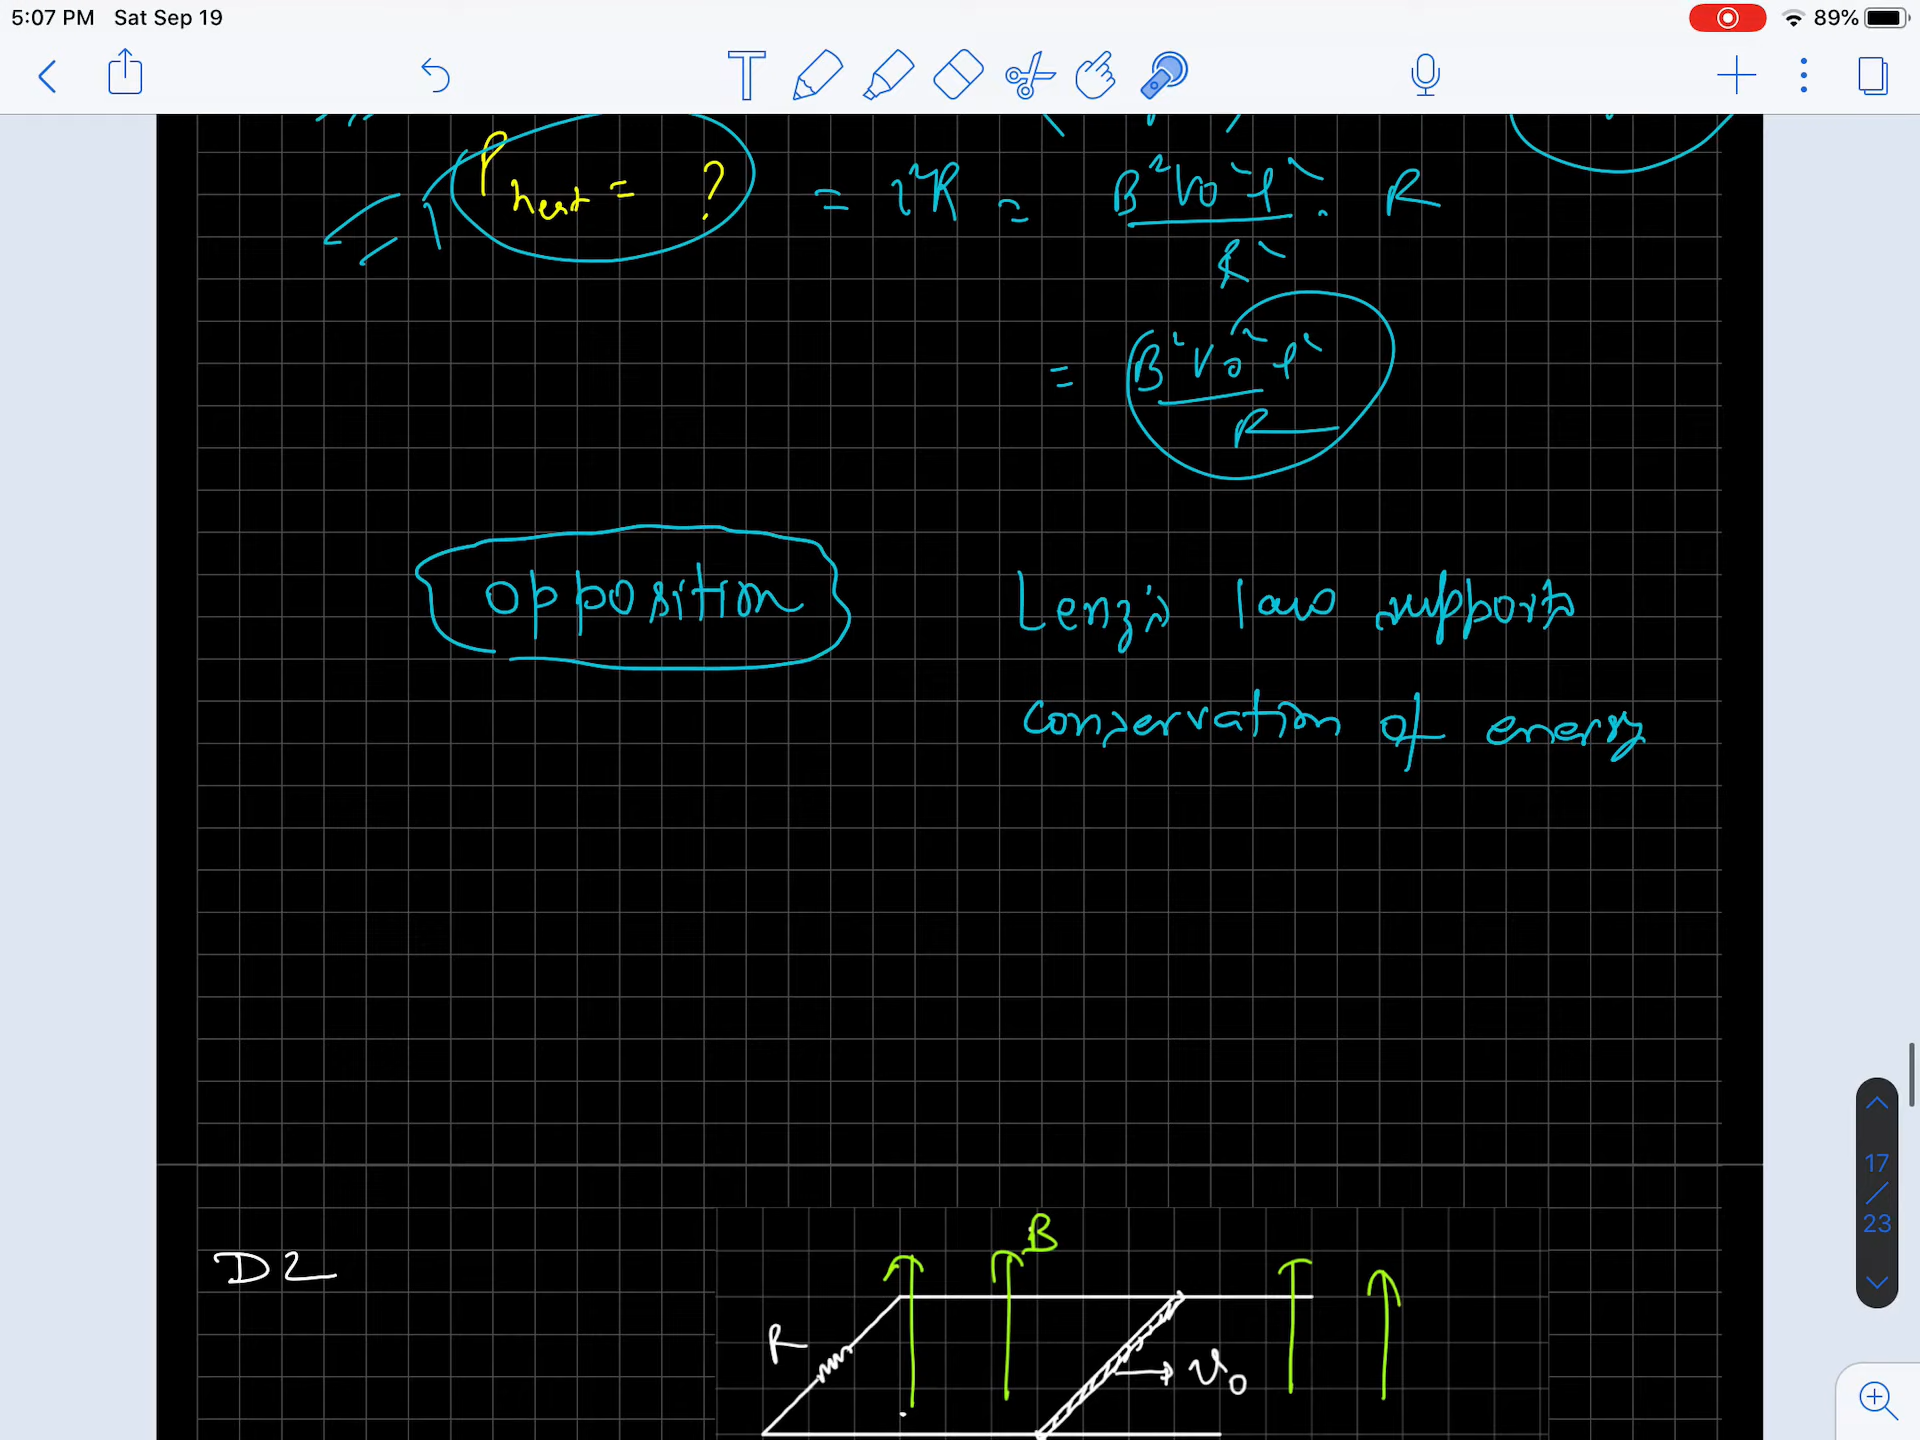 5:07 PM Sat Sep 19
89%
P heat = ? = i²R = B²V₀²l² / R² . R
= B²V₀²l² / R
opposition
Lenz's law supports
conservation of energy
17
/
23
D2
B
R
v₀